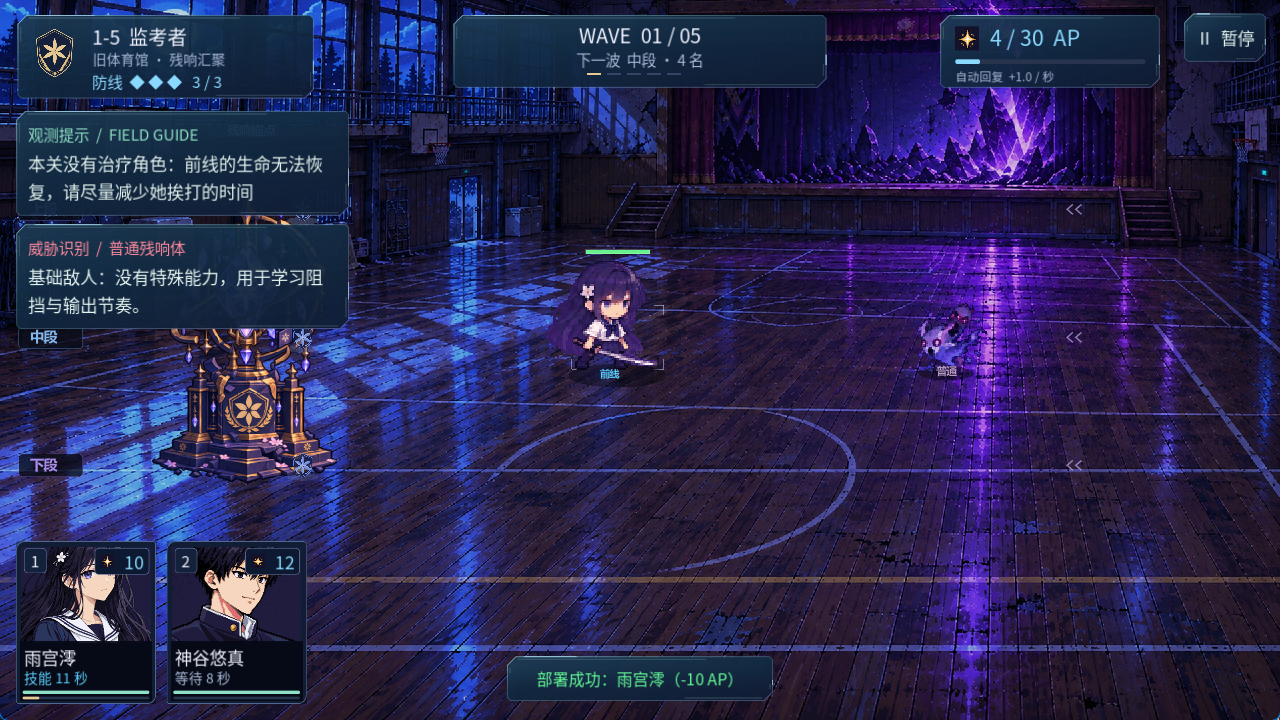 1-5 监考者
旧体育馆 · 残响汇聚
防线 3 / 3
WAVE 01 / 05
下一波 中段 · 4 名
4 / 30 AP
自动回复 +1.0 / 秒
暂停
观测提示 / FIELD GUIDE
本关没有治疗角色：前线的生命无法恢
复，请尽量减少她挨打的时间
威胁识别 / 普通残响体
基础敌人：没有特殊能力，用于学习阻
挡与输出节奏。
中段
前线
普通
下段
1
10
雨宫澪
技能 11 秒
2
12
神谷悠真
等待 8 秒
部署成功：雨宫澪（-10 AP）